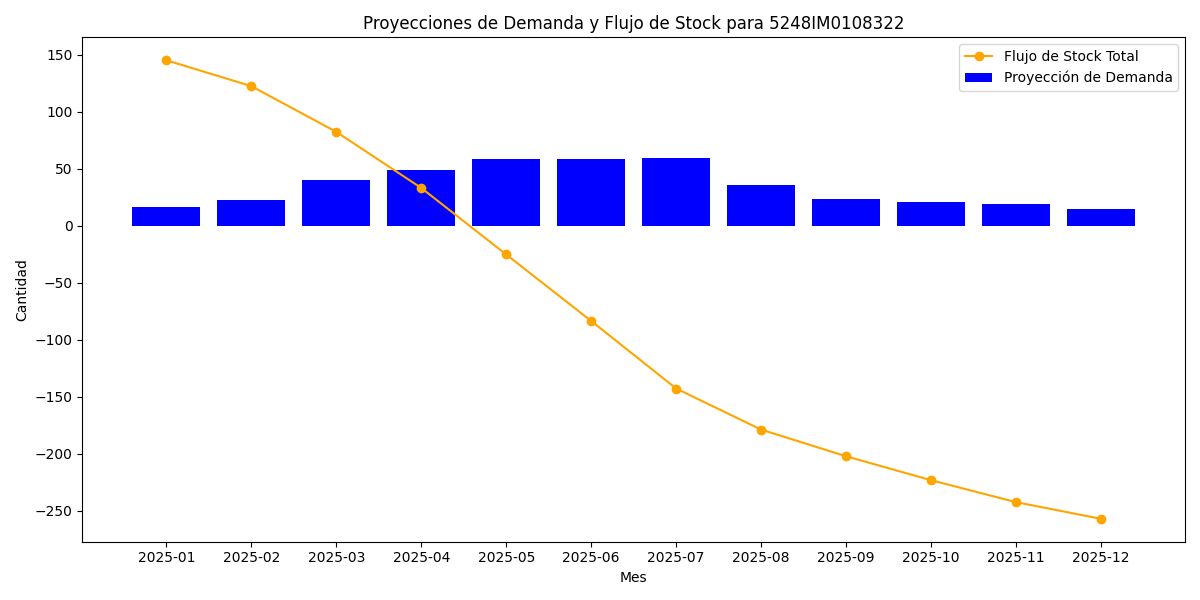 Proyecciones de Demanda y Flujo de Stock para 5248IM0108322
Flujo de Stock Total
Proyección de Demanda
Cantidad
150
100
50
0
−50
−100
−150
−200
−250
2025-01 2025-02 2025-03 2025-04 2025-05 2025-06 2025-07 2025-08 2025-09 2025-10 2025-11 2025-12
Mes